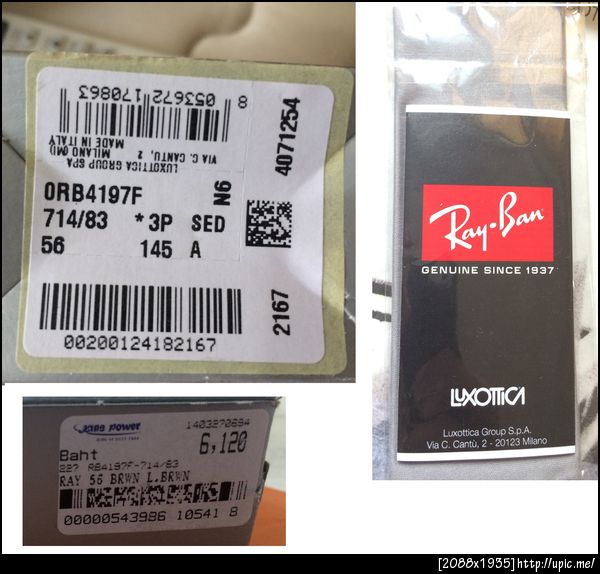 8 053672 170863
LUXOTTICA GROUP SPA
VIA C. CANTU, 2 MILANO (MI)
MADE IN ITALY
0RB4197F N6
714/83 *3P SED
56 145 A
4071254
2167
00200124182167
Ray-Ban
GENUINE SINCE 1937
LUXOTTICA
Luxottica Group S.p.A.
Via C. Cantù, 2 - 20123 Milano
king power
1403270694
Baht 6,120
227 RB4197F-714/83
RAY 56 BRWN L.BRWN
00000543986 10541 8
[2088x1935]http://upic.me/